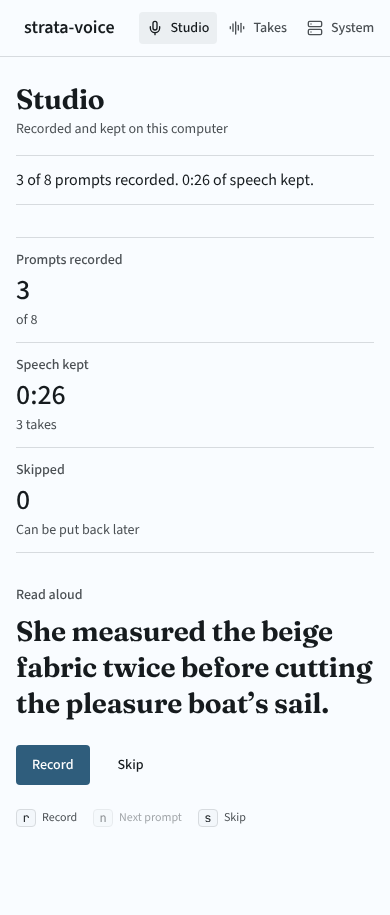 strata-voice
Studio
Takes
System
Studio
Recorded and kept on this computer
3 of 8 prompts recorded. 0:26 of speech kept.
Prompts recorded
3
of 8
Speech kept
0:26
3 takes
Skipped
0
Can be put back later
Read aloud
She measured the beige
fabric twice before cutting
the pleasure boat’s sail.
Record
Skip
r Record
n Next prompt
s Skip